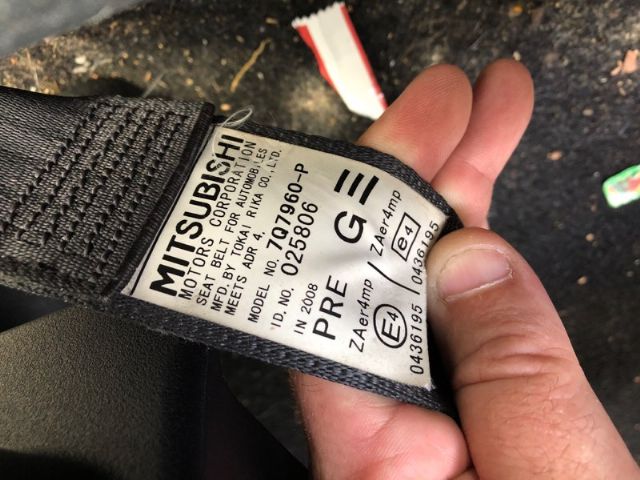 MITSUBISHI
MOTORS CORPORATION
SEAT BELT FOR AUTOMOBILES
MFD. BY TOKAI RIKA CO., LTD.
MEETS ADR 4,
MODEL NO. 7Q7960-P
ID. NO. 025806
IN 2008
PRE G
ZAer4mp / ZAer4mp
E4 e4
0436195 0436195